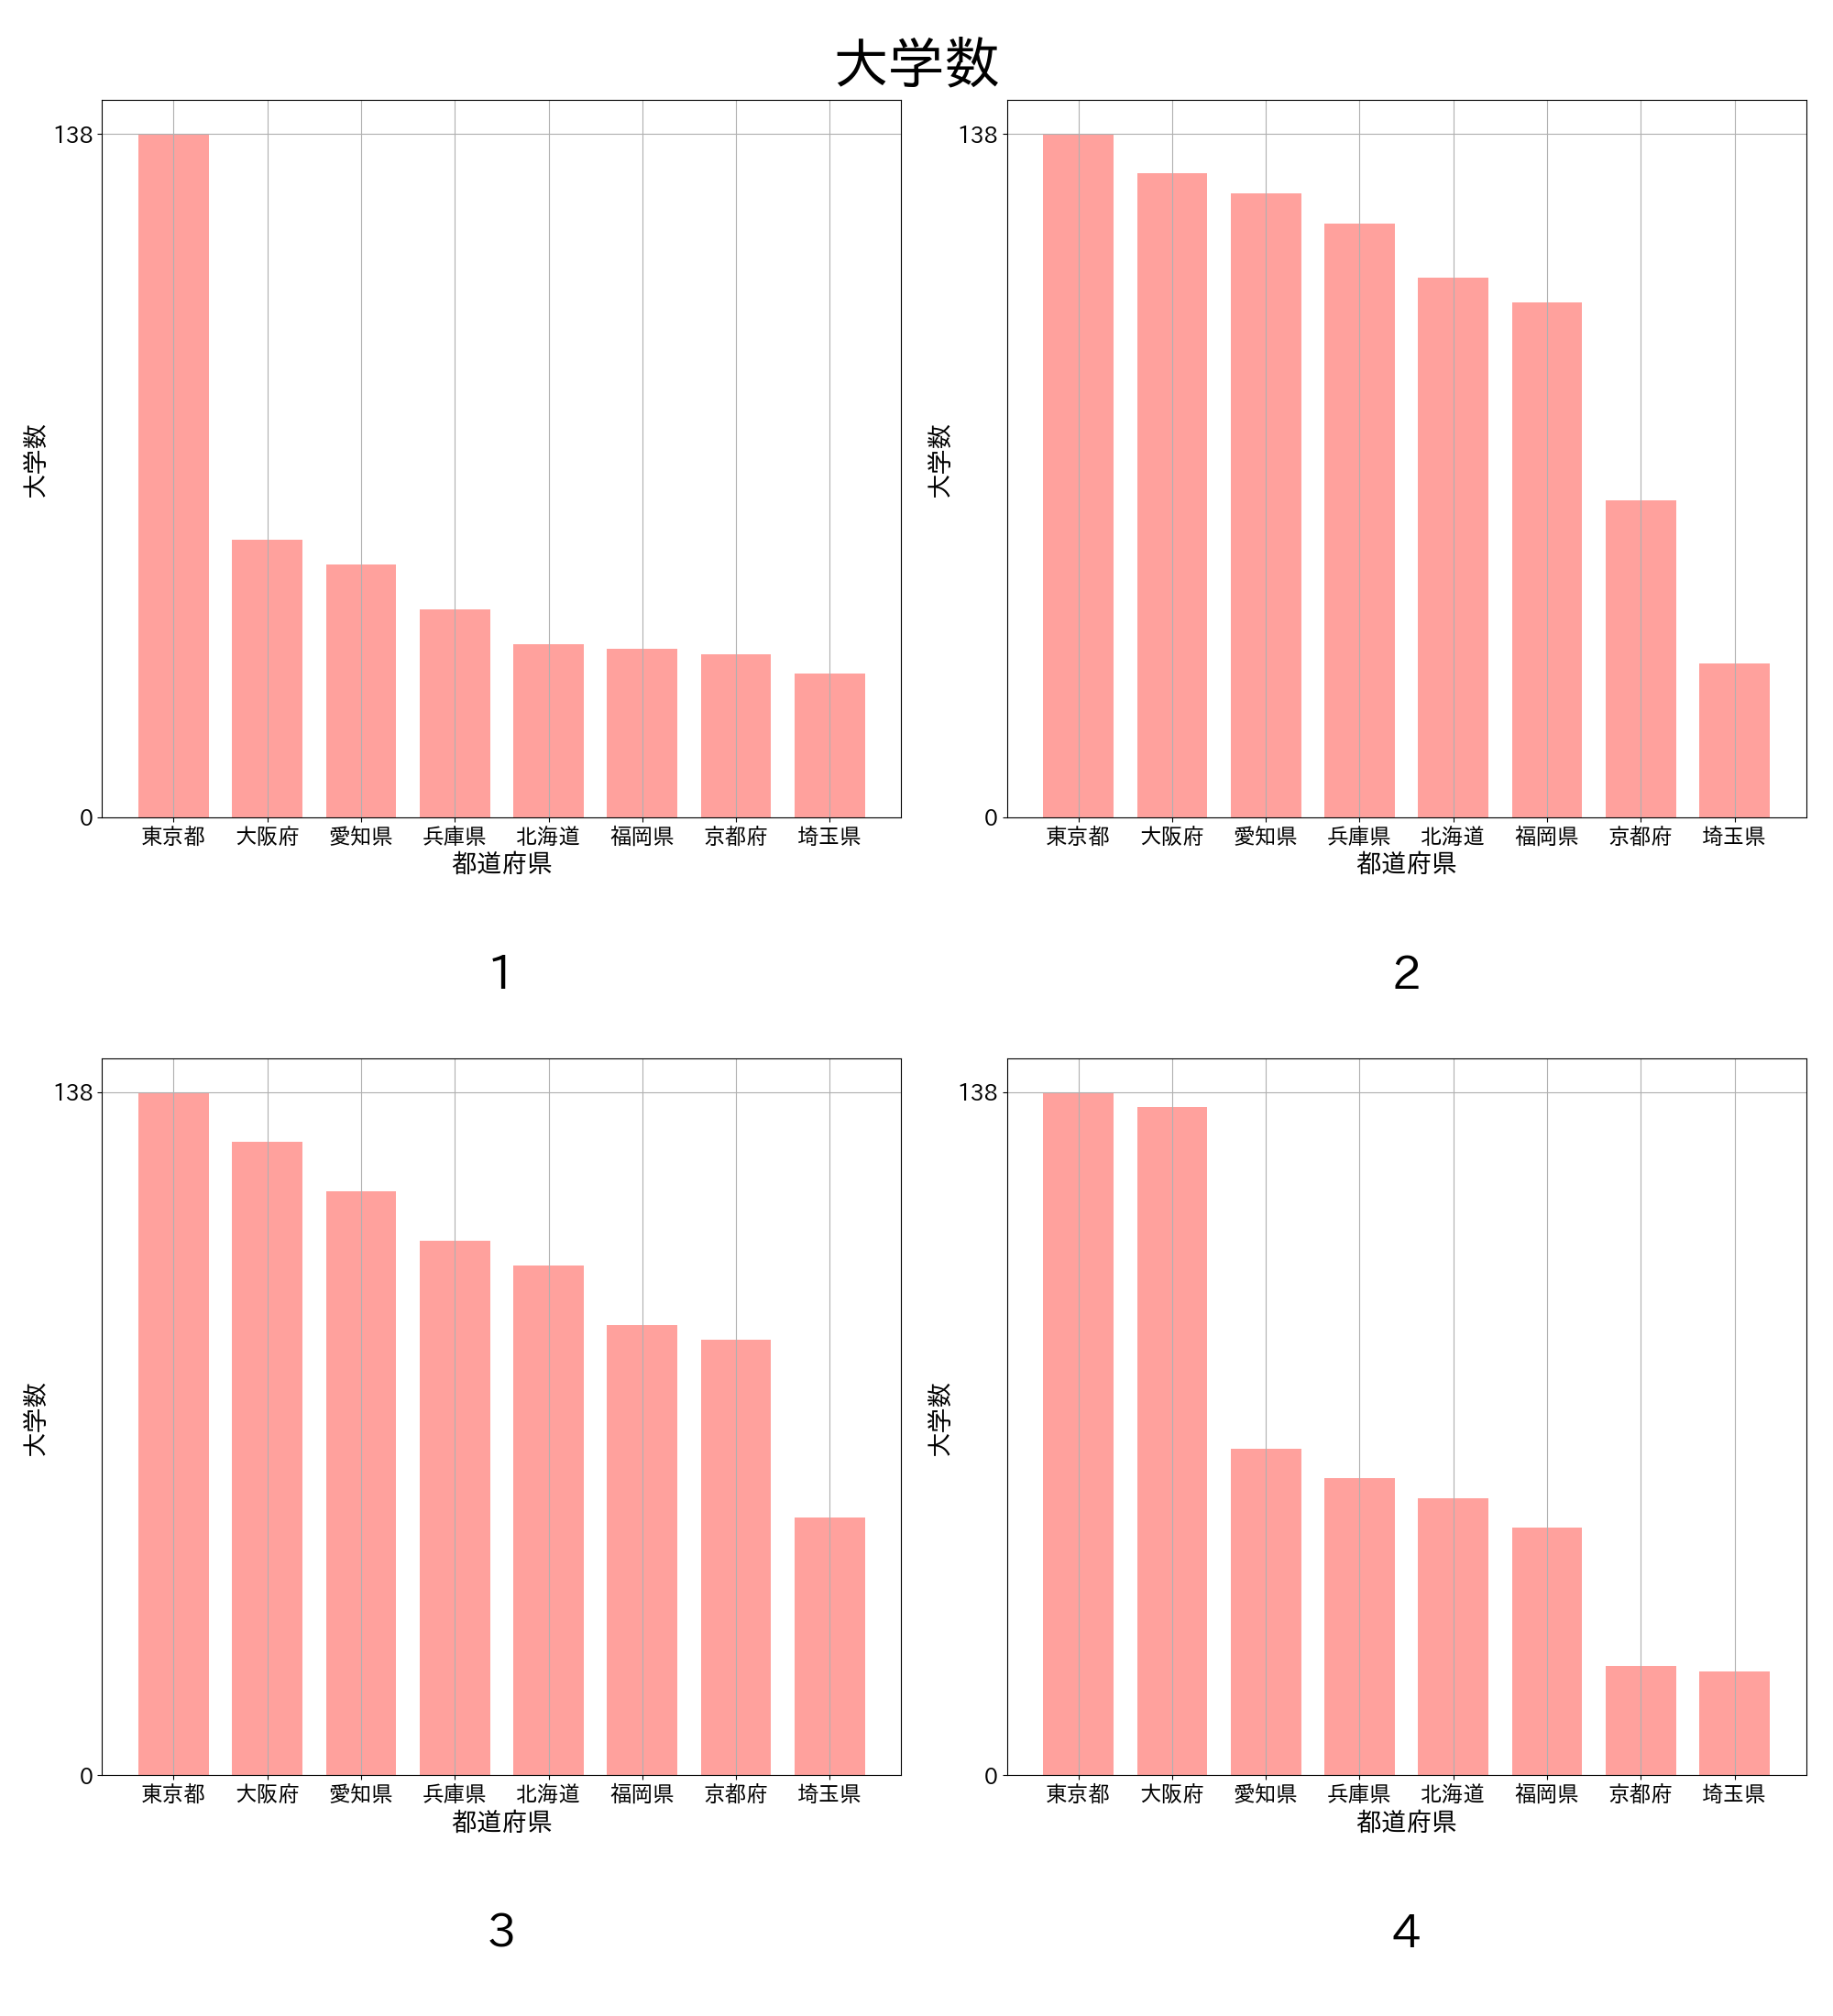 大学数
138
0
大学数
東京都 大阪府 愛知県 兵庫県 北海道 福岡県 京都府 埼玉県
都道府県
1
138
0
大学数
東京都 大阪府 愛知県 兵庫県 北海道 福岡県 京都府 埼玉県
都道府県
2
138
0
大学数
東京都 大阪府 愛知県 兵庫県 北海道 福岡県 京都府 埼玉県
都道府県
3
138
0
大学数
東京都 大阪府 愛知県 兵庫県 北海道 福岡県 京都府 埼玉県
都道府県
4